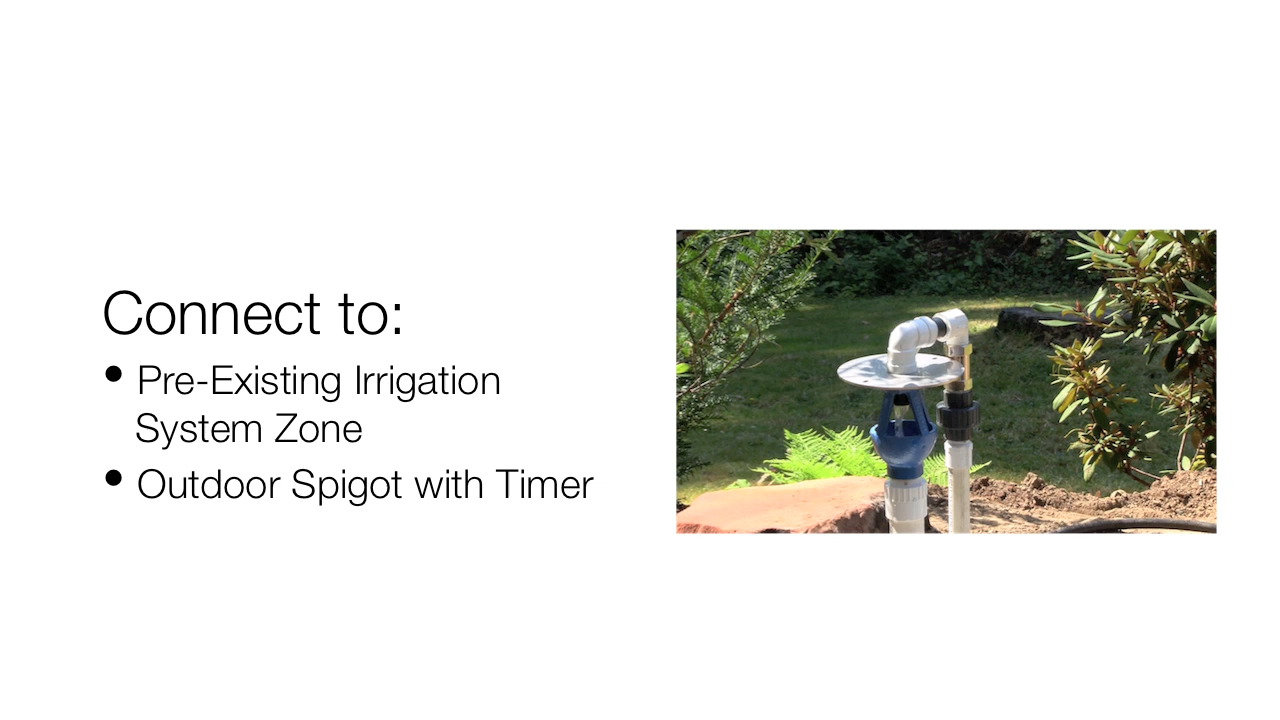 Connect to:
• Pre-Existing Irrigation
System Zone
• Outdoor Spigot with Timer